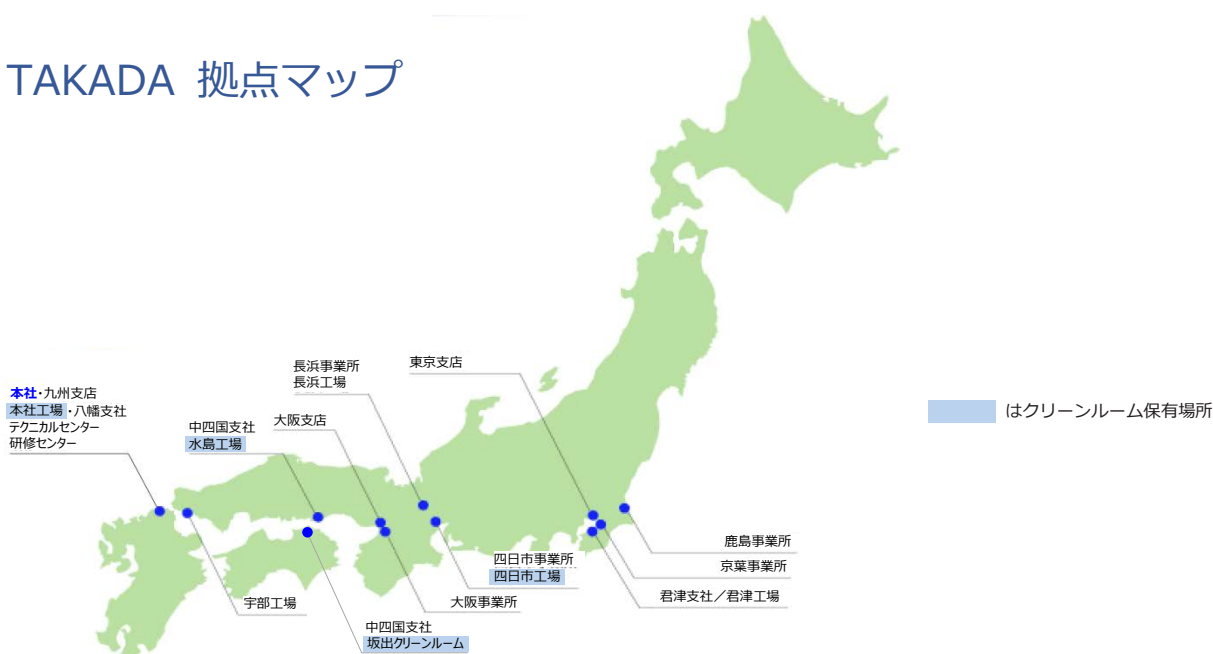 TAKADA 拠点マップ
本社・九州支店
本社工場・八幡支社
テクニカルセンター
研修センター
中四国支社
水島工場
大阪支店
長浜事業所
長浜工場
東京支店
はクリーンルーム保有場所
鹿島事業所
京葉事業所
君津支社／君津工場
四日市事業所
四日市工場
大阪事業所
宇部工場
中四国支社
坂出クリーンルーム